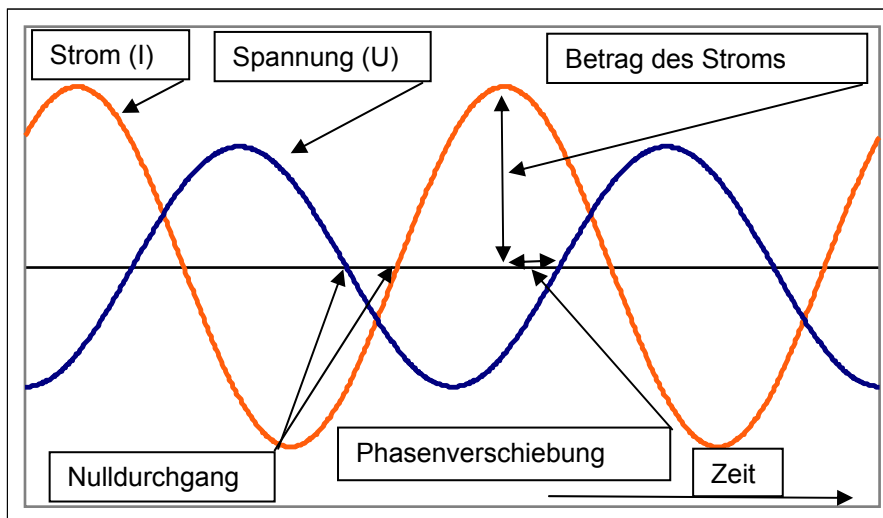 Strom (I)
Spannung (U)
Betrag des Stroms
Nulldurchgang
Phasenverschiebung
Zeit